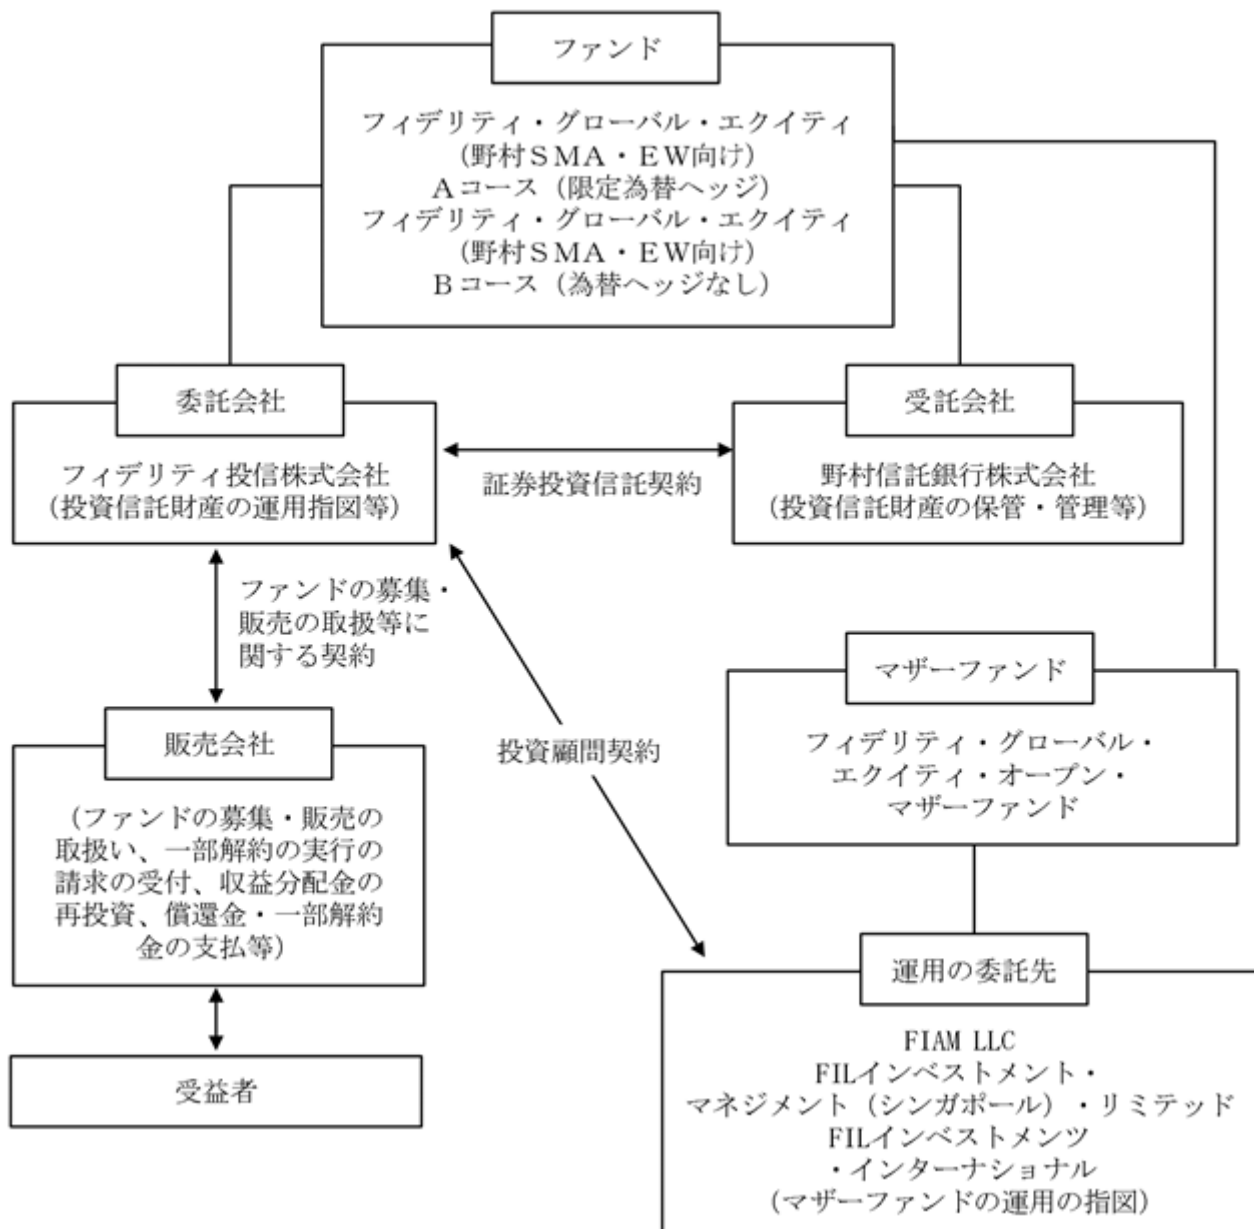 ファンド
フィデリティ・グローバル・エクイティ
(野村ＳＭＡ・ＥＷ向け)
Ａコース（限定為替ヘッジ）
フィデリティ・グローバル・エクイティ
(野村ＳＭＡ・ＥＷ向け)
Ｂコース（為替ヘッジなし）
委託会社
フィデリティ投信株式会社
（投資信託財産の運用指図等）
証券投資信託契約
受託会社
野村信託銀行株式会社
（投資信託財産の保管・管理等）
ファンドの募集・
販売の取扱等に
関する契約
投資顧問契約
マザーファンド
フィデリティ・グローバル・
エクイティ・オープン・
マザーファンド
販売会社
（ファンドの募集・販売の
取扱い、一部解約の実行の
請求の受付、収益分配金の
再投資、償還金・一部解約
金の支払等）
受益者
運用の委託先
FIAM LLC
FILインベストメント・
マネジメント（シンガポール）・リミテッド
FILインベストメンツ
・インターナショナル
（マザーファンドの運用の指図）